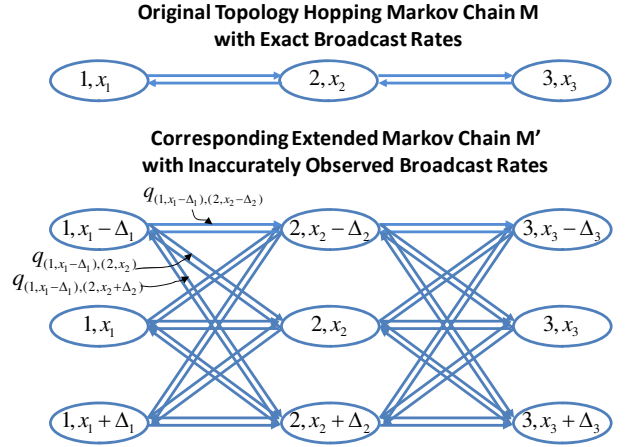 Original Topology Hopping Markov Chain M
with Exact Broadcast Rates
1, x₁
2, x₂
3, x₃
Corresponding Extended Markov Chain M’
with Inaccurately Observed Broadcast Rates
q₍₁,ₓ₁₋Δ₁₎,₍₂,ₓ₂₋Δ₂₎
1, x₁ − Δ₁
2, x₂ − Δ₂
3, x₃ − Δ₃
q₍₁,ₓ₁₋Δ₁₎,₍₂,ₓ₂₎
q₍₁,ₓ₁₋Δ₁₎,₍₂,ₓ₂₊Δ₂₎
1, x₁
2, x₂
3, x₃
1, x₁ + Δ₁
2, x₂ + Δ₂
3, x₃ + Δ₃